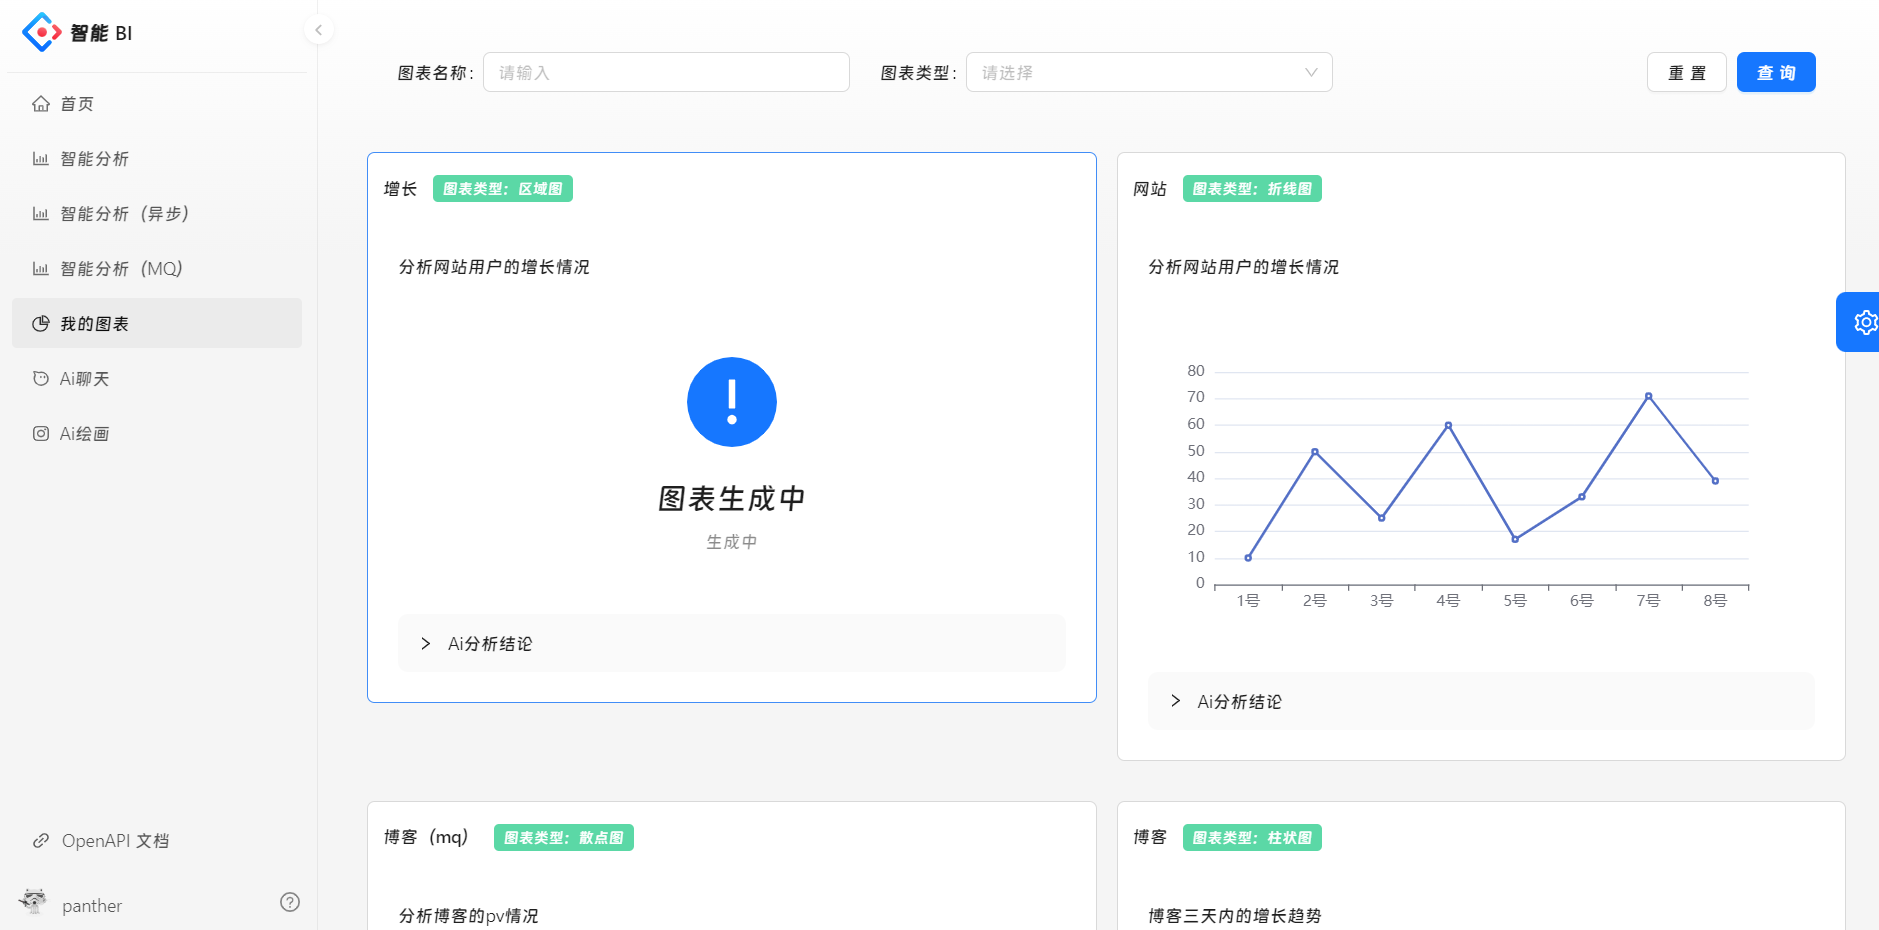 智能 BI
首页
智能分析
智能分析（异步）
智能分析（MQ）
我的图表
Ai聊天
Ai绘画
OpenAPI 文档
panther
图表名称: 请输入 图表类型: 请选择 重 置 查 询
增长 图表类型：区域图
分析网站用户的增长情况
!
图表生成中
生成中
Ai分析结论
网站 图表类型：折线图
分析网站用户的增长情况
80
70
60
50
40
30
20
10
0
1号 2号 3号 4号 5号 6号 7号 8号
Ai分析结论
博客（mq） 图表类型：散点图
分析博客的pv情况
博客 图表类型：柱状图
博客三天内的增长趋势